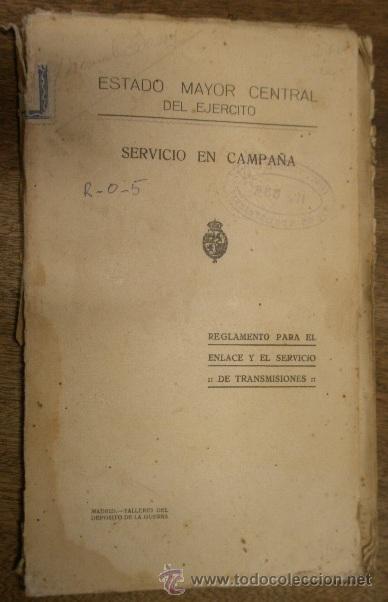 ESTADO MAYOR CENTRAL
DEL EJERCITO
SERVICIO EN CAMPAÑA
R-O-5
REGLAMENTO PARA EL
ENLACE Y EL SERVICIO
:: DE TRANSMISIONES ::
MADRID.—TALLERES DEL
DEPÓSITO DE LA GUERRA
www.todocoleccion.net